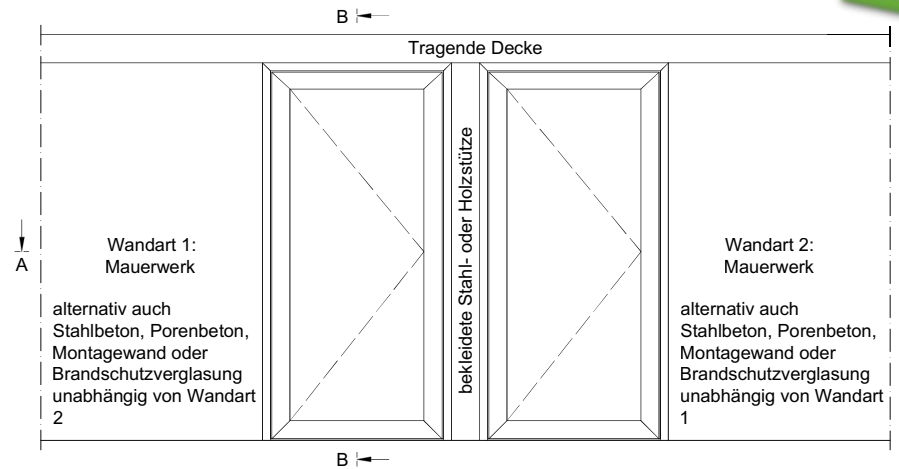 B
Tragende Decke
bekleidete Stahl- oder Holzstütze
A
Wandart 1:
Mauerwerk
alternativ auch
Stahlbeton, Porenbeton,
Montagewand oder
Brandschutzverglasung
unabhängig von Wandart
2
Wandart 2:
Mauerwerk
alternativ auch
Stahlbeton, Porenbeton,
Montagewand oder
Brandschutzverglasung
unabhängig von Wandart
1
B